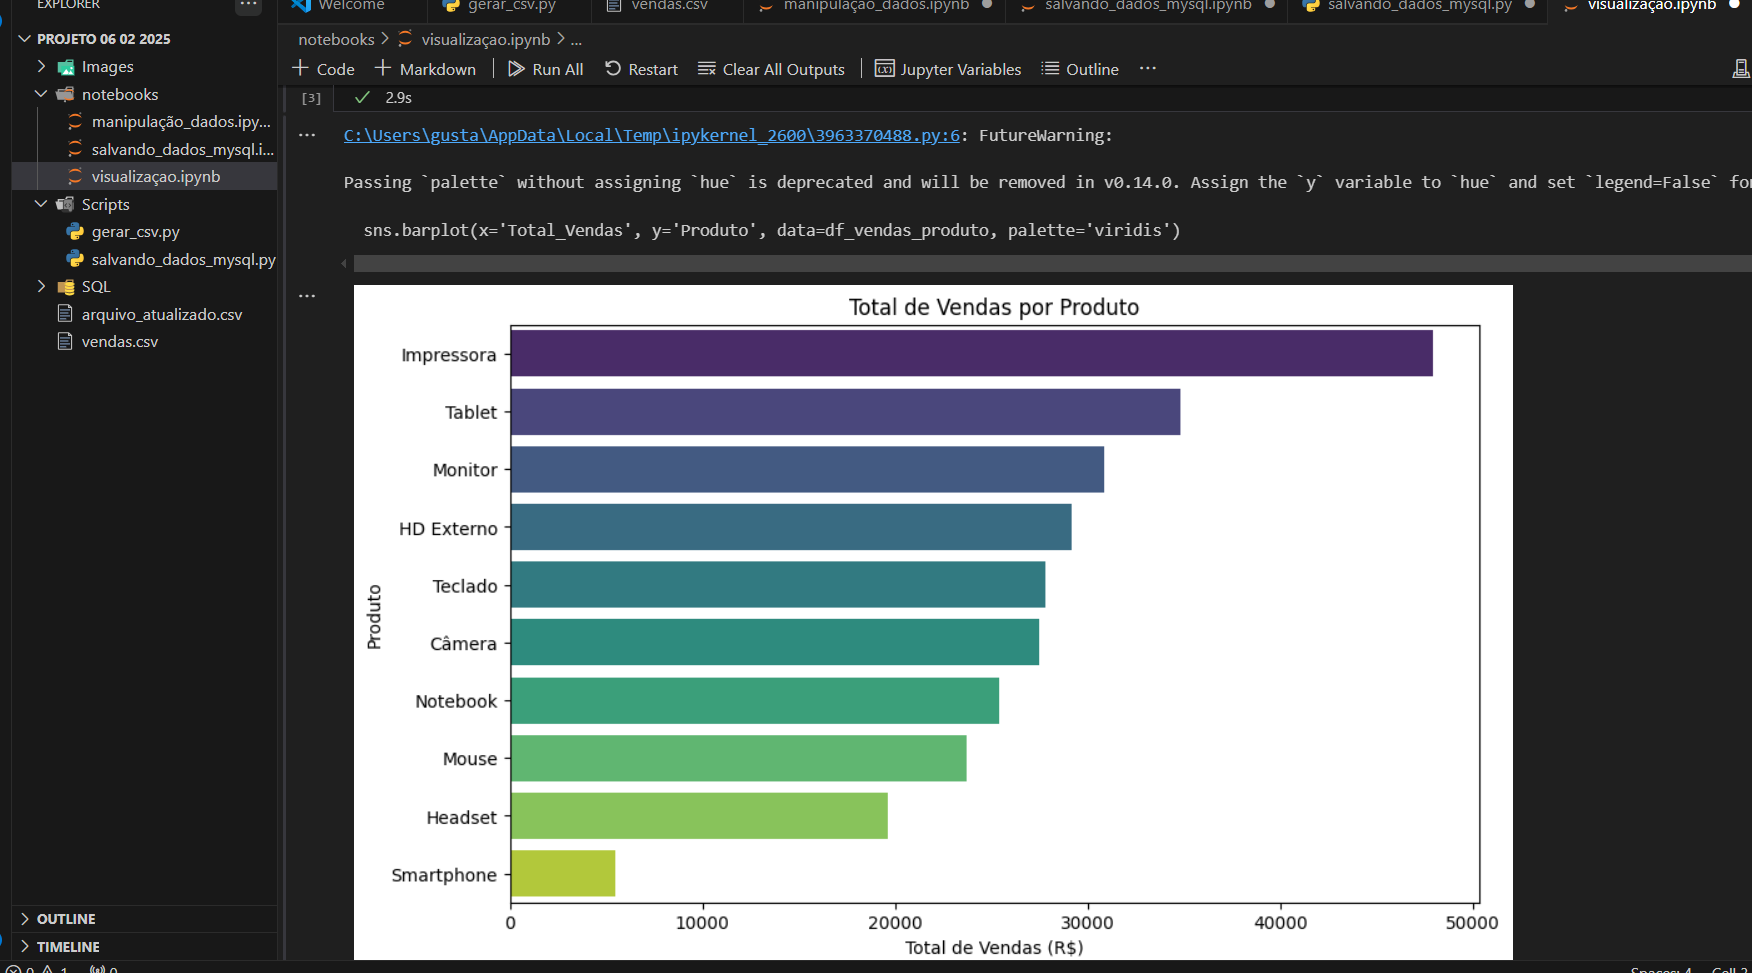 EXPLORER
Welcome
gerar_csv.py
vendas.csv
manipulação_dados.ipynb
salvando_dados_mysql.ipynb
salvando_dados_mysql.py
visualizaçao.ipynb
PROJETO 06 02 2025
Images
notebooks
manipulação_dados.ipy...
salvando_dados_mysql.i...
visualizaçao.ipynb
Scripts
gerar_csv.py
salvando_dados_mysql.py
SQL
arquivo_atualizado.csv
vendas.csv
OUTLINE
TIMELINE
notebooks > visualizaçao.ipynb > ...
+ Code + Markdown Run All Restart Clear All Outputs Jupyter Variables Outline ...
[3] 2.9s
C:\Users\gusta\AppData\Local\Temp\ipykernel_2600\3963370488.py:6: FutureWarning:
Passing `palette` without assigning `hue` is deprecated and will be removed in v0.14.0. Assign the `y` variable to `hue` and set `legend=False`
sns.barplot(x='Total_Vendas', y='Produto', data=df_vendas_produto, palette='viridis')
Total de Vendas por Produto
Produto
Impressora
Tablet
Monitor
HD Externo
Teclado
Câmera
Notebook
Mouse
Headset
Smartphone
0 10000 20000 30000 40000 50000
Total de Vendas (R$)
0 1 0
Spaces: 4